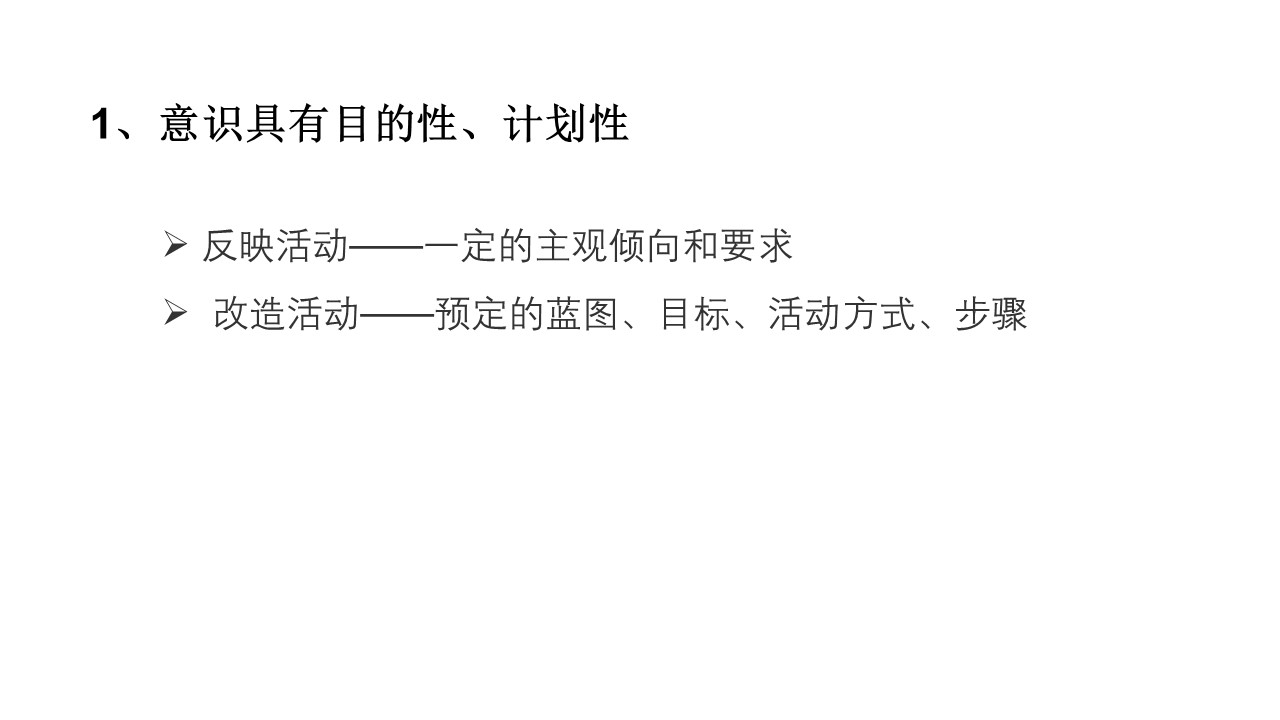 1、意识具有目的性、计划性
➢ 反映活动——一定的主观倾向和要求
➢ 改造活动——预定的蓝图、目标、活动方式、步骤